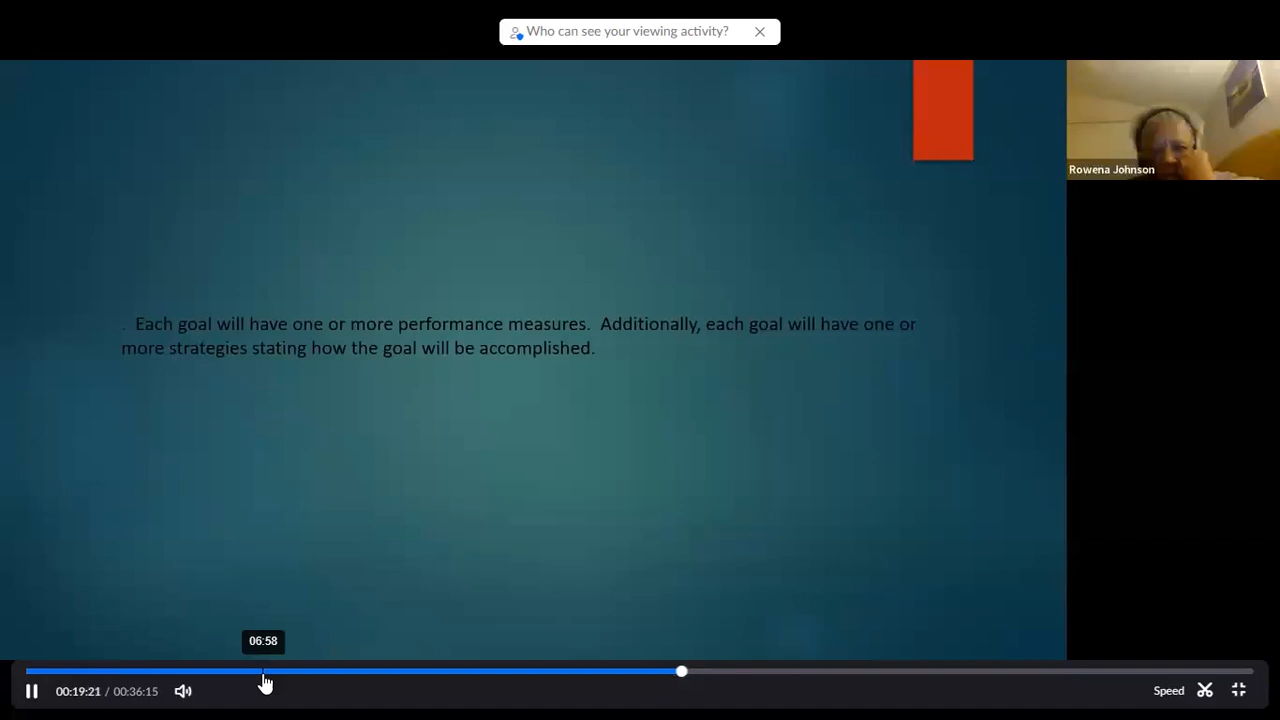 Who can see your viewing activity?
Rowena Johnson
. Each goal will have one or more performance measures.  Additionally, each goal will have one or
more strategies stating how the goal will be accomplished.
06:58
00:19:21 / 00:36:15
Speed